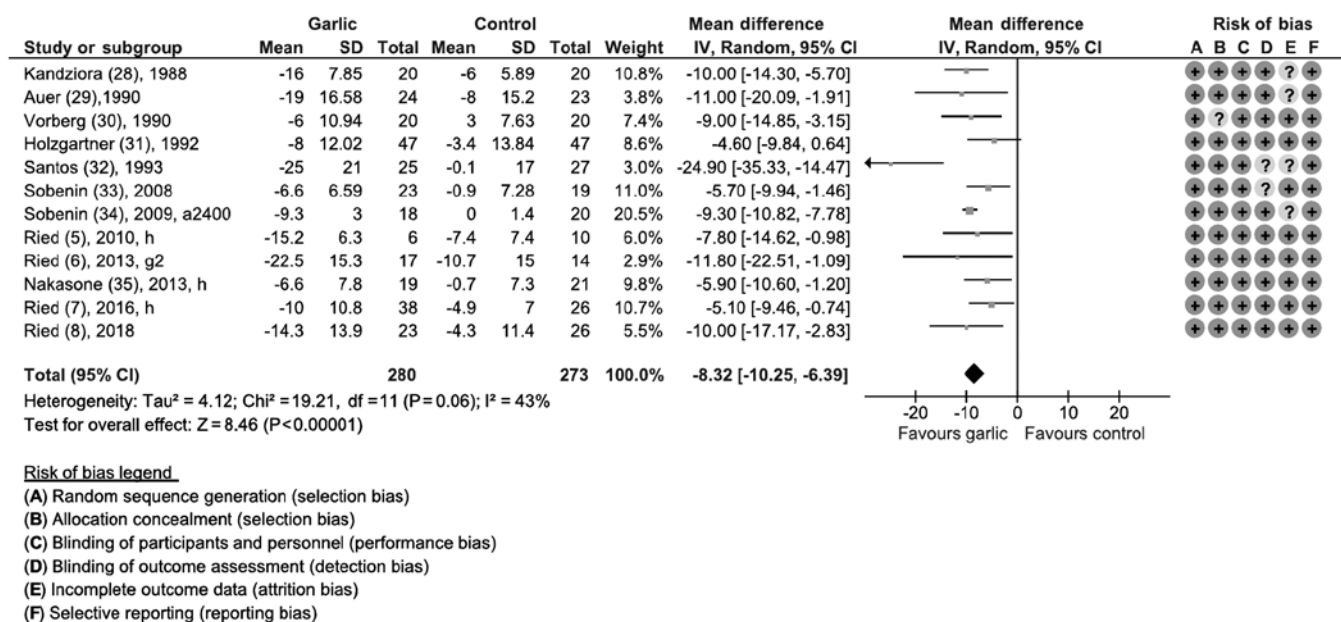 Garlic Control Mean difference Mean difference Risk of bias
Study or subgroup Mean SD Total Mean SD Total Weight IV, Random, 95% CI IV, Random, 95% CI A B C D E F
Kandziora (28), 1988 -16 7.85 20 -6 5.89 20 10.8% -10.00 [-14.30, -5.70] + + + + ? +
Auer (29),1990 -19 16.58 24 -8 15.2 23 3.8% -11.00 [-20.09, -1.91] + + + + ? +
Vorberg (30), 1990 -6 10.94 20 3 7.63 20 7.4% -9.00 [-14.85, -3.15] + ? + + + +
Holzgartner (31), 1992 -8 12.02 47 -3.4 13.84 47 8.6% -4.60 [-9.84, 0.64] + + + + + +
Santos (32), 1993 -25 21 25 -0.1 17 27 3.0% -24.90 [-35.33, -14.47] + + + ? ? +
Sobenin (33), 2008 -6.6 6.59 23 -0.9 7.28 19 11.0% -5.70 [-9.94, -1.46] + + + ? + +
Sobenin (34), 2009, a2400 -9.3 3 18 0 1.4 20 20.5% -9.30 [-10.82, -7.78] + + + + ? +
Ried (5), 2010, h -15.2 6.3 6 -7.4 7.4 10 6.0% -7.80 [-14.62, -0.98] + + + + + +
Ried (6), 2013, g2 -22.5 15.3 17 -10.7 15 14 2.9% -11.80 [-22.51, -1.09] + + + + + +
Nakasone (35), 2013, h -6.6 7.8 19 -0.7 7.3 21 9.8% -5.90 [-10.60, -1.20] + + + + + +
Ried (7), 2016, h -10 10.8 38 -4.9 7 26 10.7% -5.10 [-9.46, -0.74] + + + + + +
Ried (8), 2018 -14.3 13.9 23 -4.3 11.4 26 5.5% -10.00 [-17.17, -2.83] + + + + + +
Total (95% CI) 280 273 100.0% -8.32 [-10.25, -6.39]
Heterogeneity: Tau² = 4.12; Chi² = 19.21, df = 11 (P = 0.06); I² = 43%
Test for overall effect: Z = 8.46 (P<0.00001)
-20 -10 0 10 20
Favours garlic Favours control
Risk of bias legend
(A) Random sequence generation (selection bias)
(B) Allocation concealment (selection bias)
(C) Blinding of participants and personnel (performance bias)
(D) Blinding of outcome assessment (detection bias)
(E) Incomplete outcome data (attrition bias)
(F) Selective reporting (reporting bias)